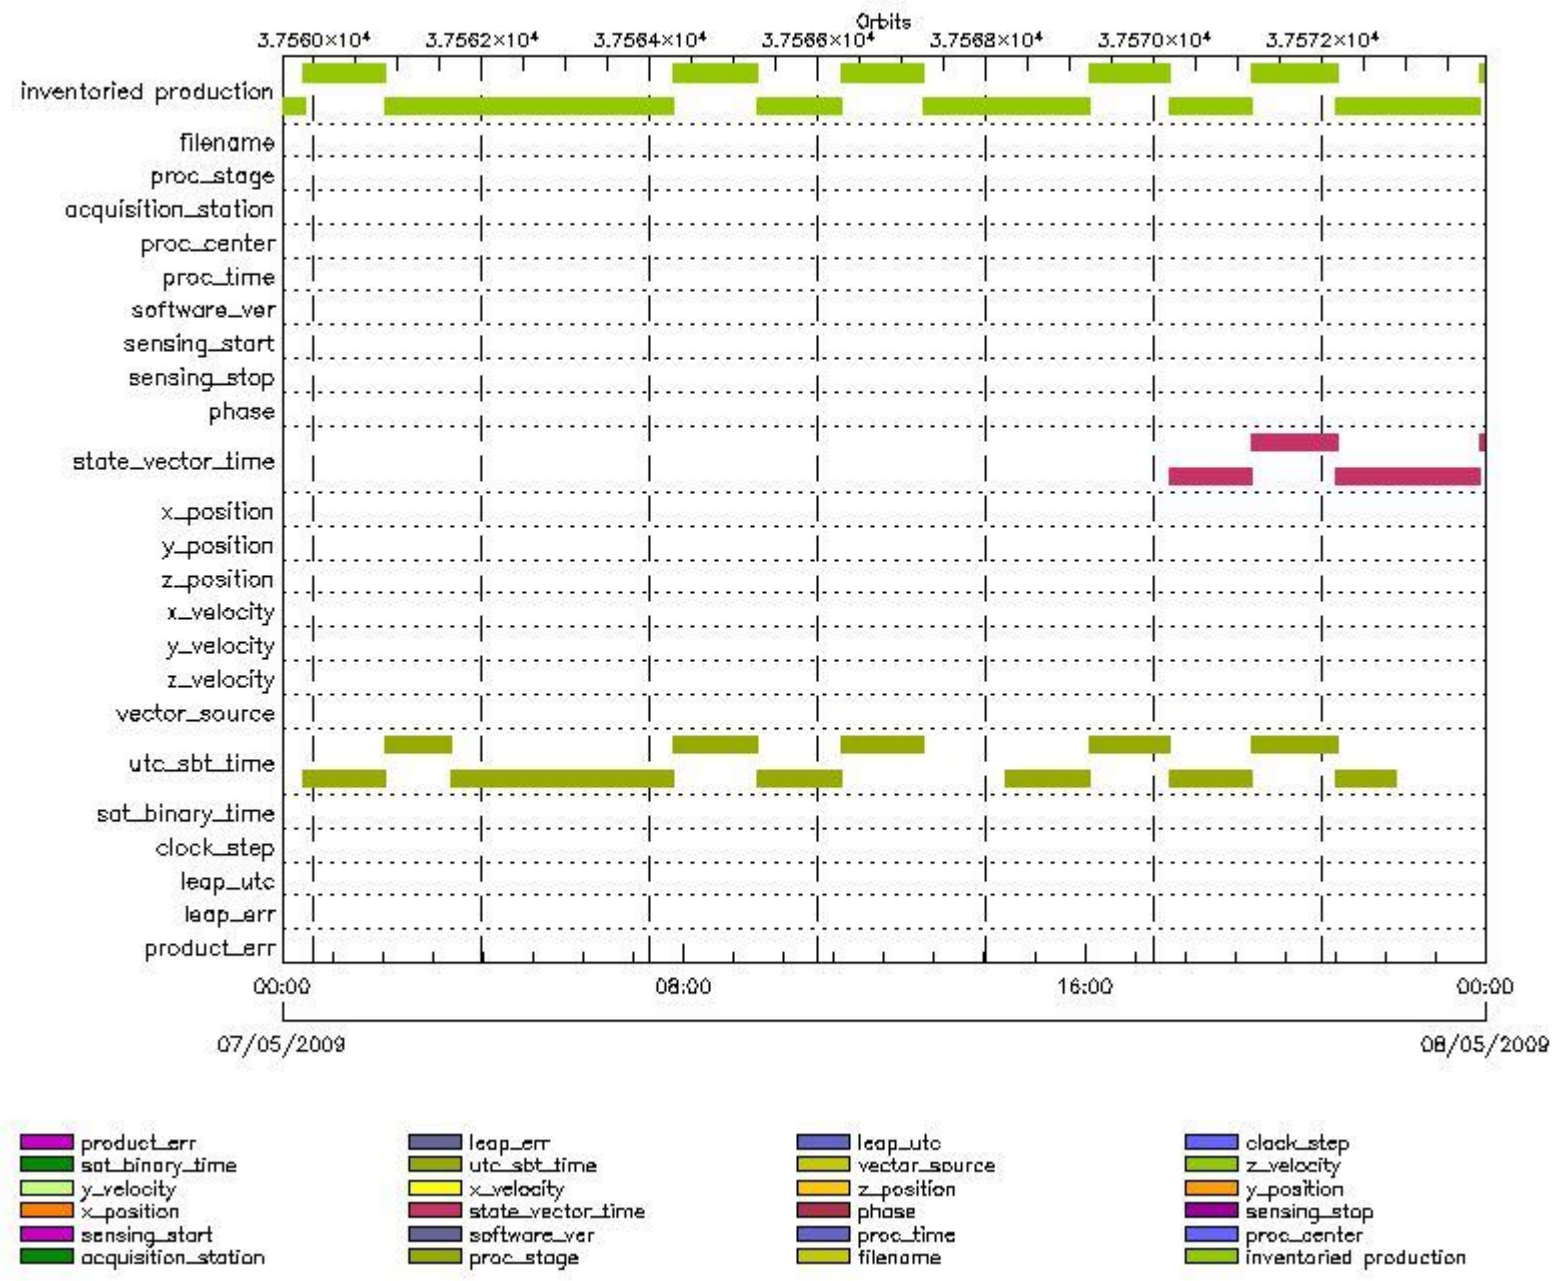 Orbits
3.7560×10⁴ 3.7562×10⁴ 3.7564×10⁴ 3.7566×10⁴ 3.7568×10⁴ 3.7570×10⁴ 3.7572×10⁴
inventoried production
filename
proc_stage
acquisition_station
proc_center
proc_time
software_ver
sensing_start
sensing_stop
phase
state_vector_time
x_position
y_position
z_position
x_velocity
y_velocity
z_velocity
vector_source
utc_sbt_time
sat_binary_time
clock_step
leap_utc
leap_err
product_err
00:00 08:00 16:00 00:00
07/05/2009 08/05/2009
product_err leap_err leap_utc clock_step
sat_binary_time utc_sbt_time vector_source z_velocity
y_velocity x_velocity z_position y_position
x_position state_vector_time phase sensing_stop
sensing_start software_ver proc_time proc_center
acquisition_station proc_stage filename inventoried production